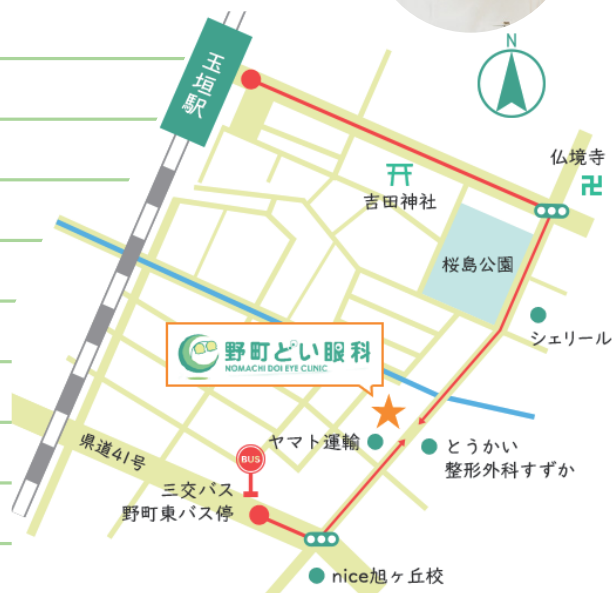 N
玉垣駅
仏境寺
吉田神社
桜島公園
シェリール
野町どい眼科
NOMACHI DOI EYE CLINIC
ヤマト運輸
とうかい
整形外科すずか
県道41号
BUS
三交バス
野町東バス停
nice旭ヶ丘校